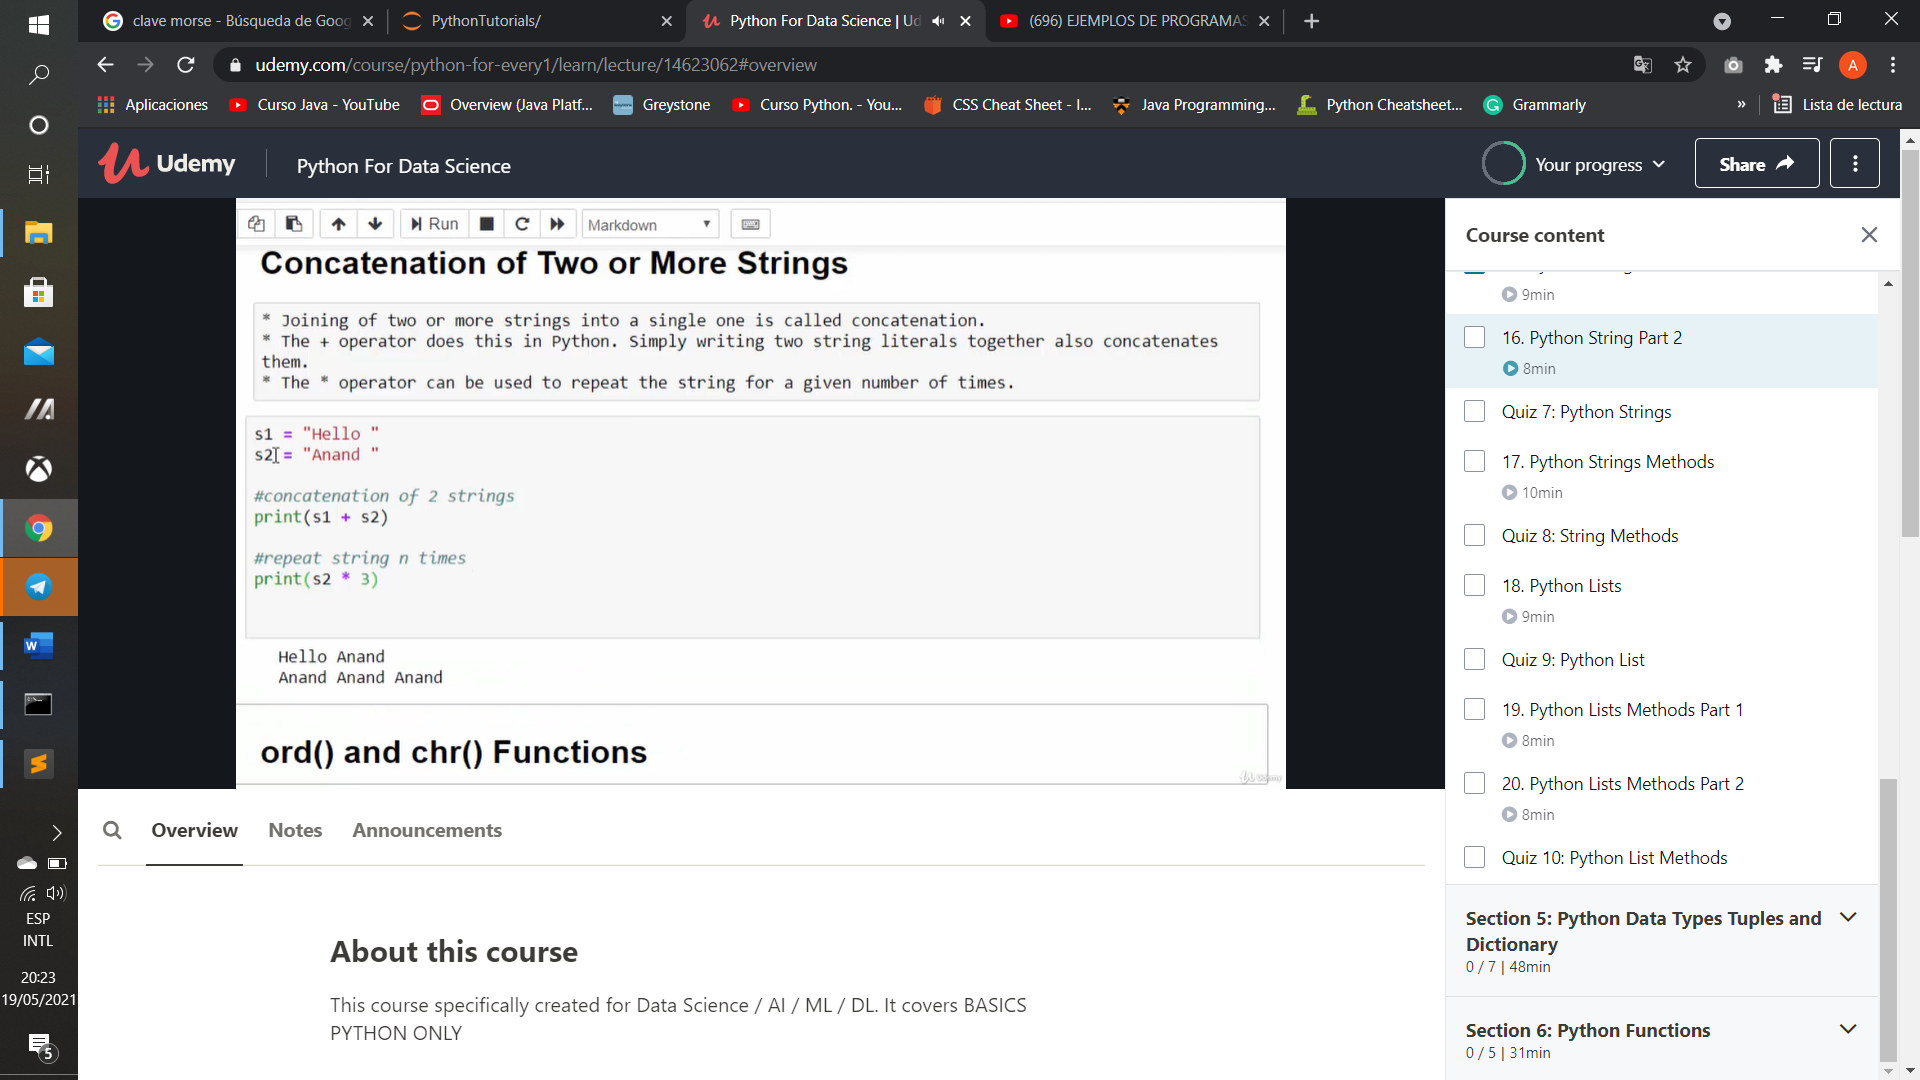 clave morse - Búsqueda de Goog
PythonTutorials/
Python For Data Science | Ud
(696) EJEMPLOS DE PROGRAMAS
udemy.com/course/python-for-every1/learn/lecture/14623062#overview
A
Aplicaciones
Curso Java - YouTube
Overview (Java Platf...
Greystone
Curso Python. - You...
CSS Cheat Sheet - I...
Java Programming...
Python Cheatsheet...
Grammarly
»
Lista de lectura
Udemy
Python For Data Science
Your progress
Share
Run
Markdown
Concatenation of Two or More Strings
* Joining of two or more strings into a single one is called concatenation.
* The + operator does this in Python. Simply writing two string literals together also concatenates
them.
* The * operator can be used to repeat the string for a given number of times.
s1 = "Hello "
s2 = "Anand "
#concatenation of 2 strings
print(s1 + s2)
#repeat string n times
print(s2 * 3)
Hello Anand
Anand Anand Anand
ord() and chr() Functions
Udemy
Overview
Notes
Announcements
About this course
This course specifically created for Data Science / AI / ML / DL. It covers BASICS
PYTHON ONLY
Course content
9min
16. Python String Part 2
8min
Quiz 7: Python Strings
17. Python Strings Methods
10min
Quiz 8: String Methods
18. Python Lists
9min
Quiz 9: Python List
19. Python Lists Methods Part 1
8min
20. Python Lists Methods Part 2
8min
Quiz 10: Python List Methods
Section 5: Python Data Types Tuples and
Dictionary
0 / 7 | 48min
Section 6: Python Functions
0 / 5 | 31min
ESP
INTL
20:23
19/05/2021
5